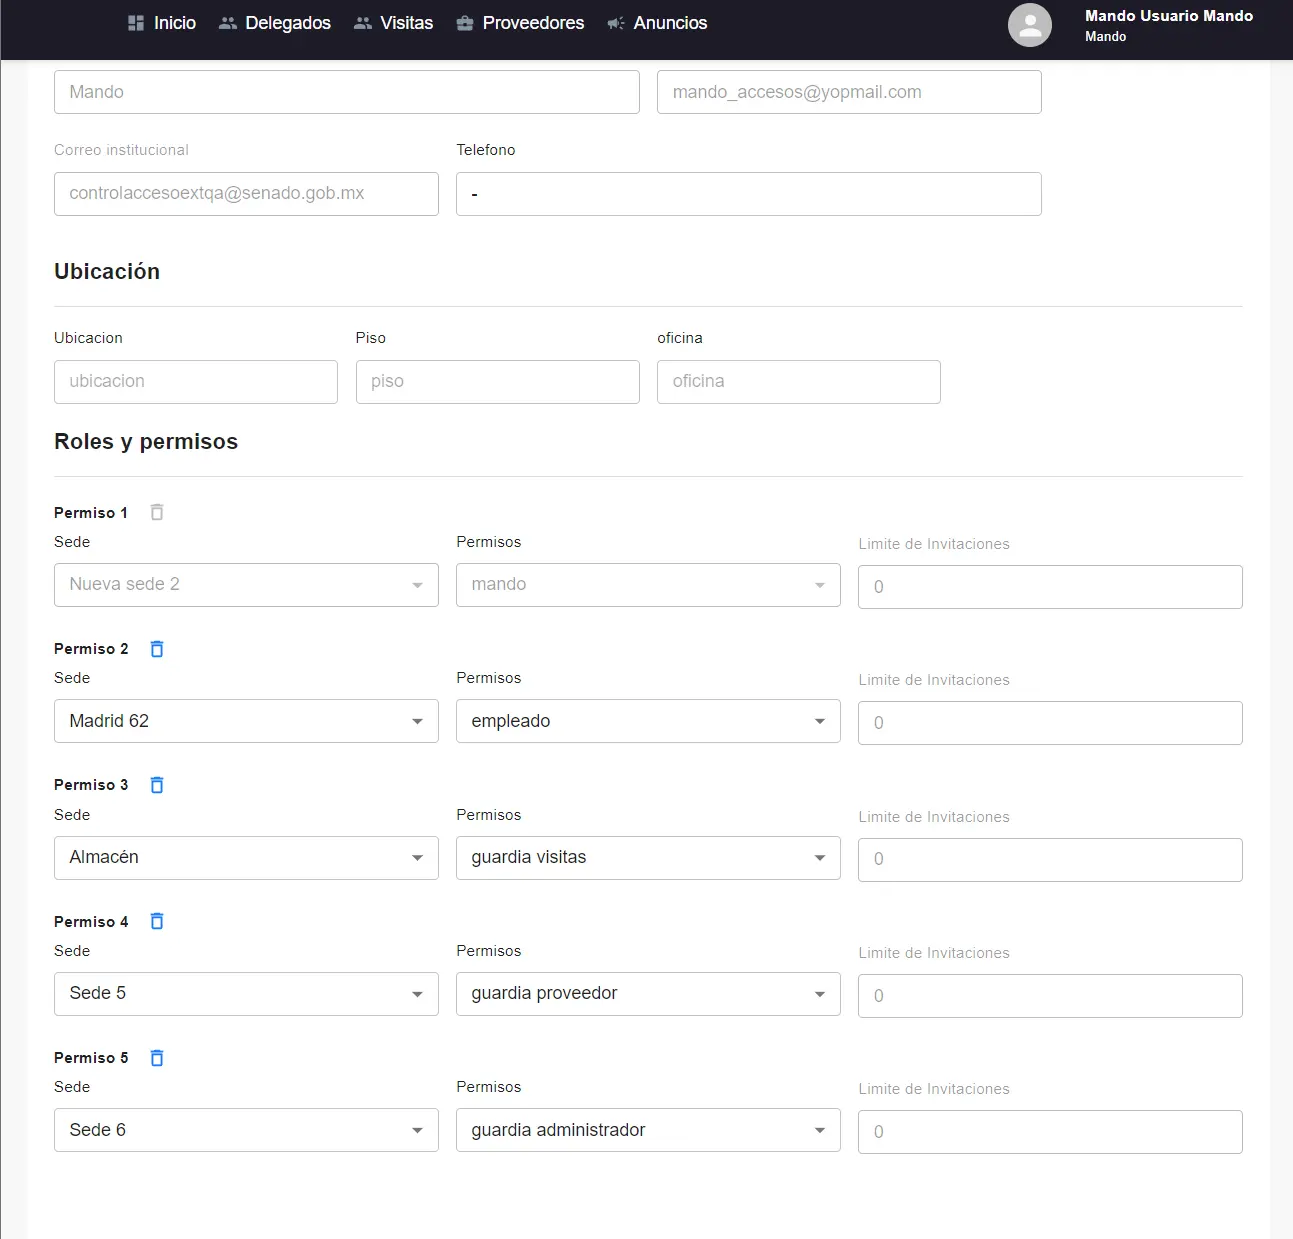 Inicio Delegados Visitas Proveedores Anuncios Mando Usuario Mando
Mando
Mando mando_accesos@yopmail.com
Correo institucional Telefono
controlaccesoextqa@senado.gob.mx -
Ubicación
Ubicacion Piso oficina
ubicacion piso oficina
Roles y permisos
Permiso 1
Sede Permisos Limite de Invitaciones
Nueva sede 2 mando 0
Permiso 2
Sede Permisos Limite de Invitaciones
Madrid 62 empleado 0
Permiso 3
Sede Permisos Limite de Invitaciones
Almacén guardia visitas 0
Permiso 4
Sede Permisos Limite de Invitaciones
Sede 5 guardia proveedor 0
Permiso 5
Sede Permisos Limite de Invitaciones
Sede 6 guardia administrador 0